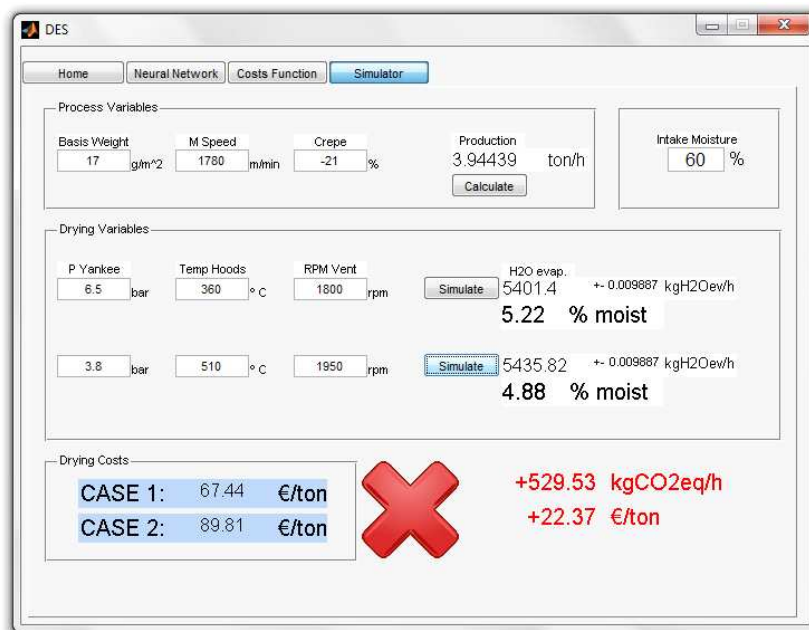 DES
Home Neural Network Costs Function Simulator
Process Variables
Basis Weight M Speed Crepe Production Intake Moisture
17 g/m^2 1780 m/min -21 % 3.94439 ton/h 60 %
Calculate
Drying Variables
P Yankee Temp Hoods RPM Vent H2O evap.
6.5 bar 360 º C 1800 rpm Simulate 5401.4 +- 0.009887 kgH2Oev/h
5.22 % moist
3.8 bar 510 º C 1950 rpm Simulate 5435.82 +- 0.009887 kgH2Oev/h
4.88 % moist
Drying Costs
CASE 1: 67.44 €/ton +529.53 kgCO2eq/h
CASE 2: 89.81 €/ton +22.37 €/ton